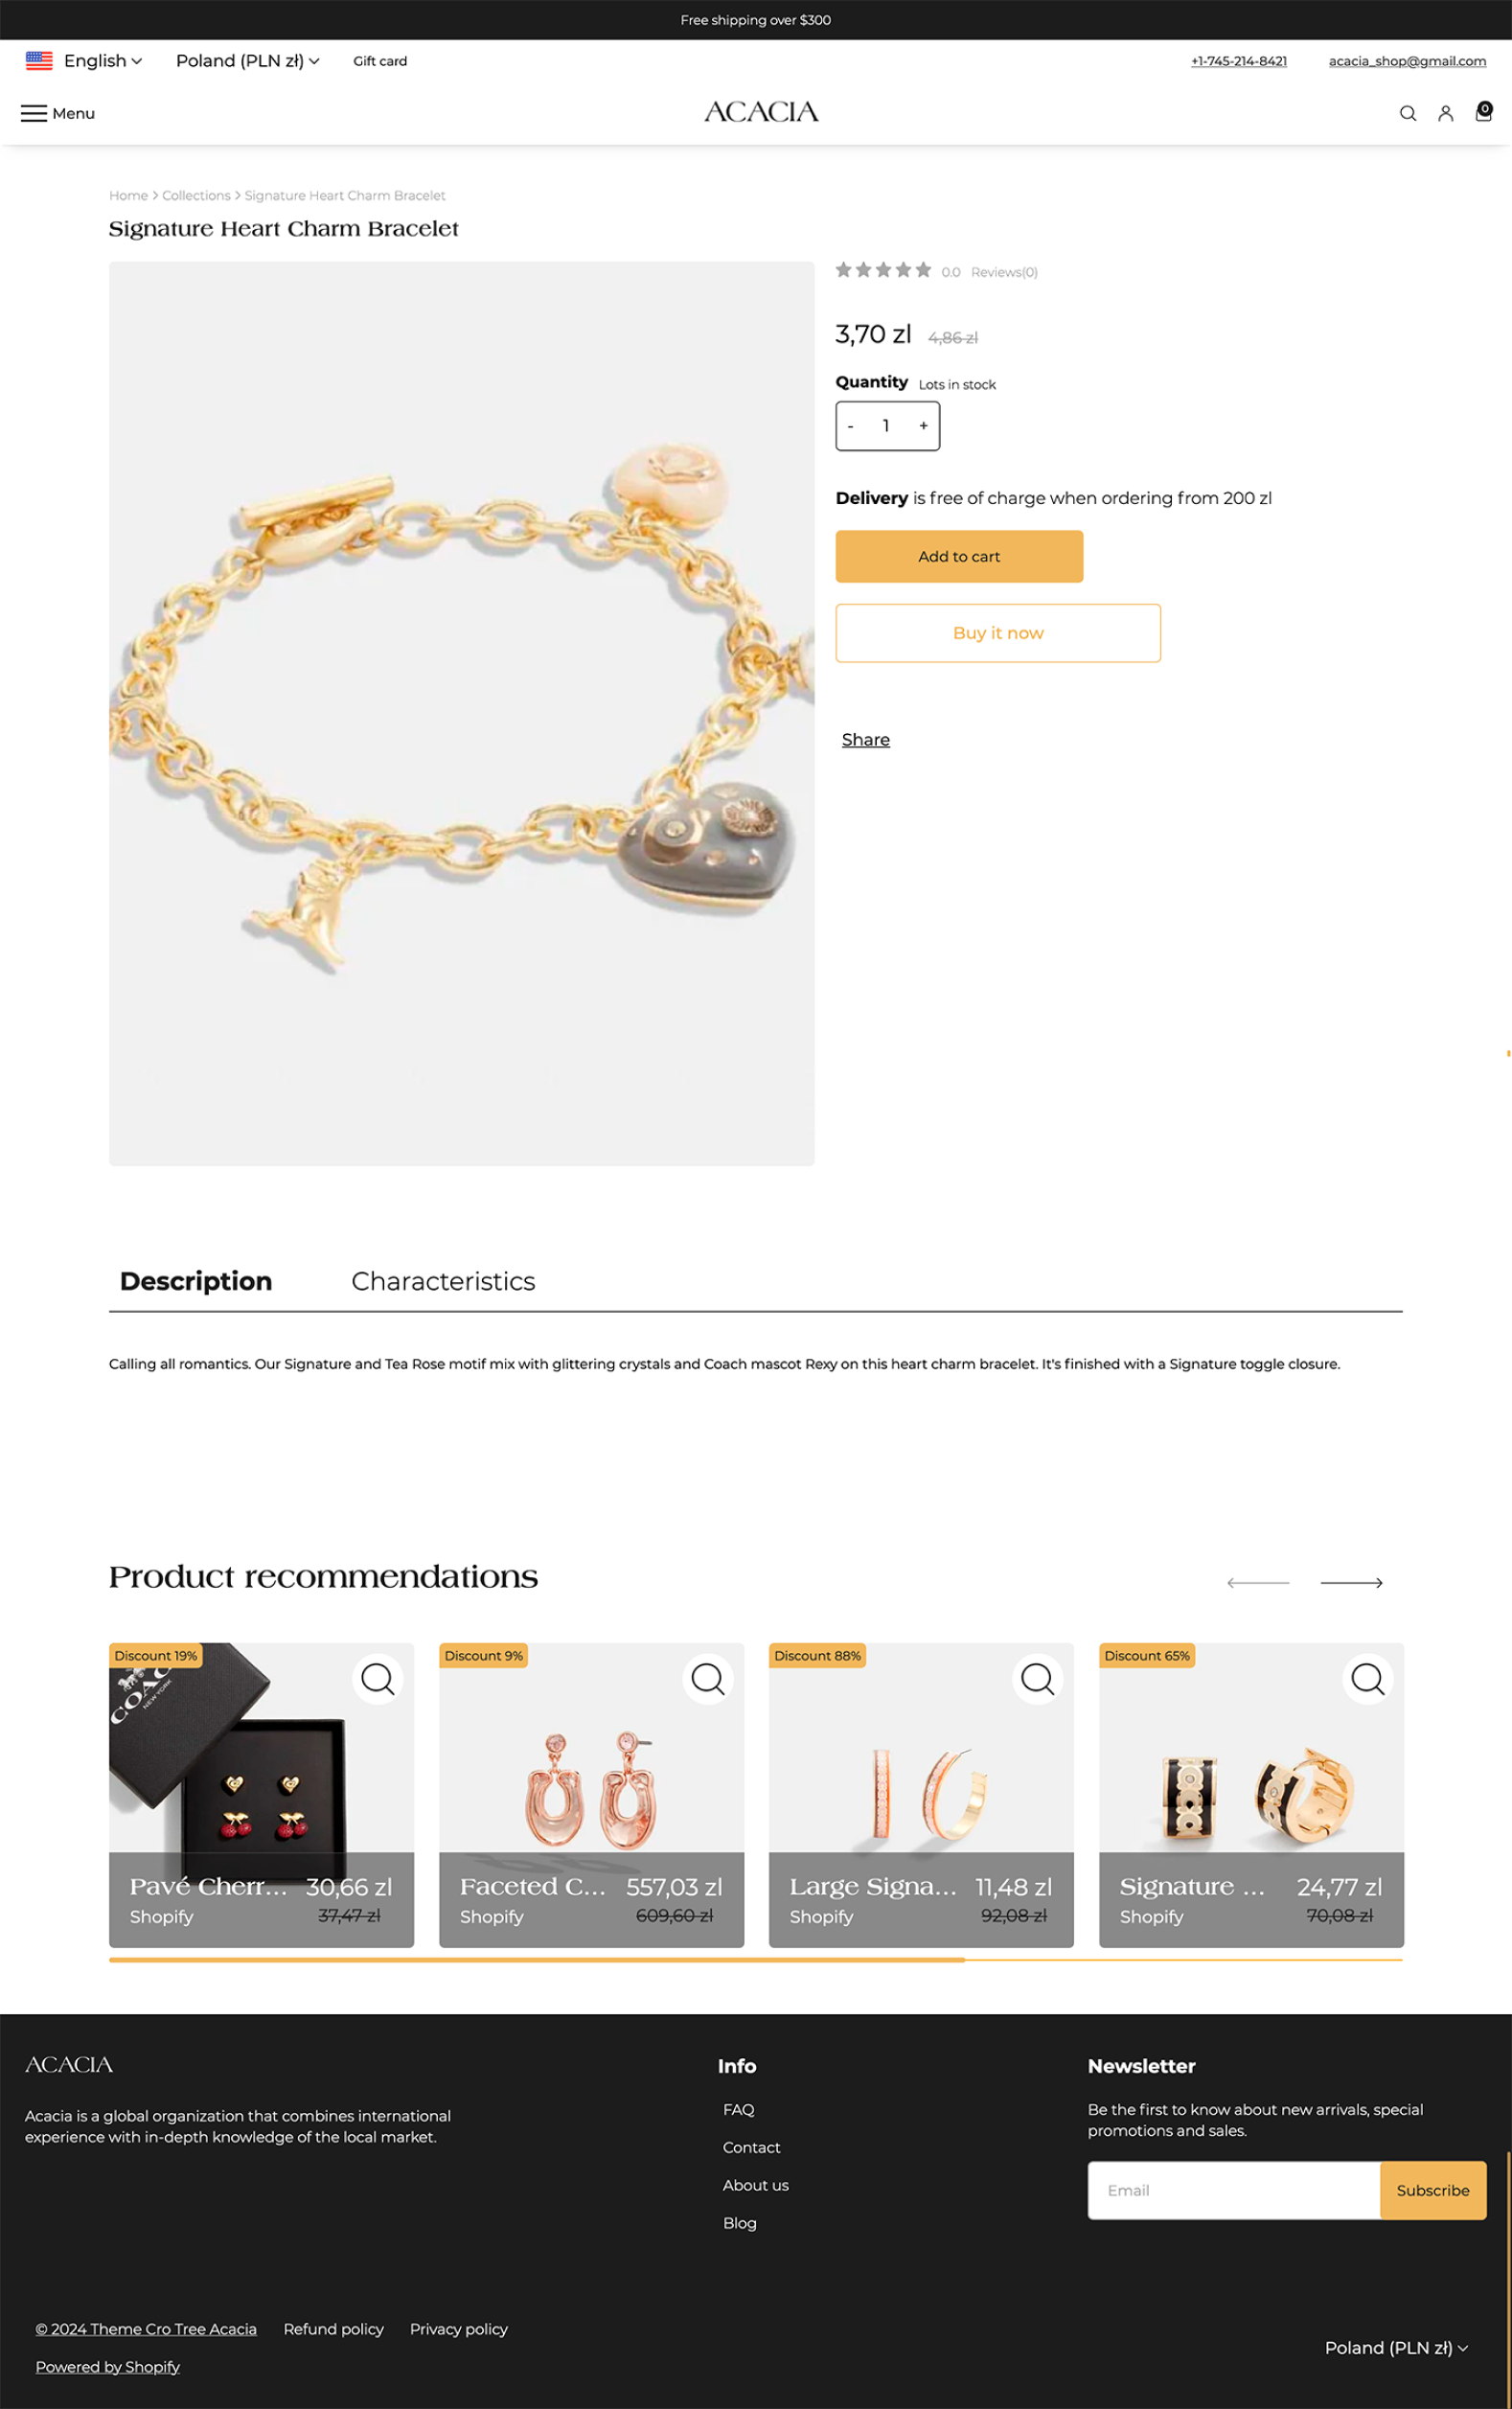 Free shipping over $300
English
Poland (PLN zł)
Gift card
+1-745-214-8421
acacia_shop@gmail.com
Menu
ACACIA
0
Home > Collections > Signature Heart Charm Bracelet
Signature Heart Charm Bracelet
0.0 Reviews(0)
3,70 zl 4,86 zl
Quantity Lots in stock
- 1 +
Delivery is free of charge when ordering from 200 zl
Add to cart
Buy it now
Share
Description
Characteristics
Calling all romantics. Our Signature and Tea Rose motif mix with glittering crystals and Coach mascot Rexy on this heart charm bracelet. It's finished with a Signature toggle closure.
Product recommendations
Discount 19%
COAC
NEW YORK
Pavé Cherr... 30,66 zl
Shopify 37,47 zl
Discount 9%
Faceted C... 557,03 zl
Shopify 609,60 zl
Discount 88%
Large Signa... 11,48 zl
Shopify 92,08 zl
Discount 65%
Signature ... 24,77 zl
Shopify 70,08 zl
ACACIA
Acacia is a global organization that combines international
experience with in-depth knowledge of the local market.
Info
FAQ
Contact
About us
Blog
Newsletter
Be the first to know about new arrivals, special
promotions and sales.
Email
Subscribe
© 2024 Theme Cro Tree Acacia
Refund policy
Privacy policy
Powered by Shopify
Poland (PLN zł)